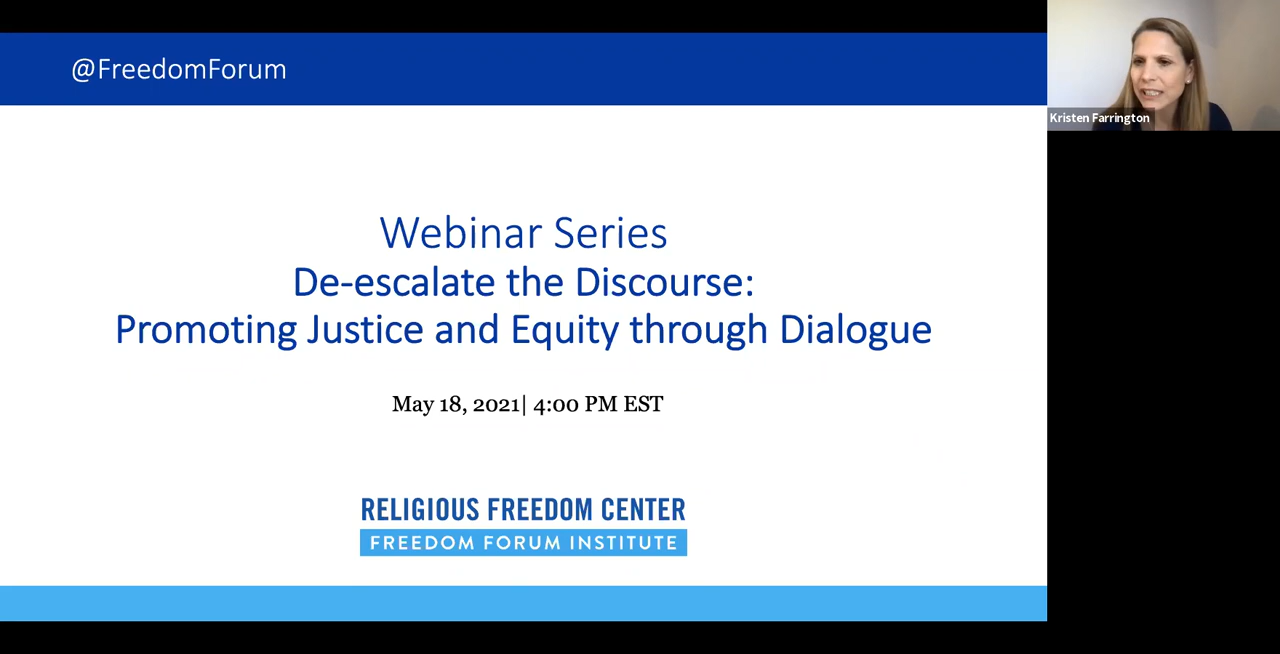 @FreedomForum
Kristen Farrington
Webinar Series
De-escalate the Discourse:
Promoting Justice and Equity through Dialogue
May 18, 2021| 4:00 PM EST
RELIGIOUS FREEDOM CENTER
FREEDOM FORUM INSTITUTE